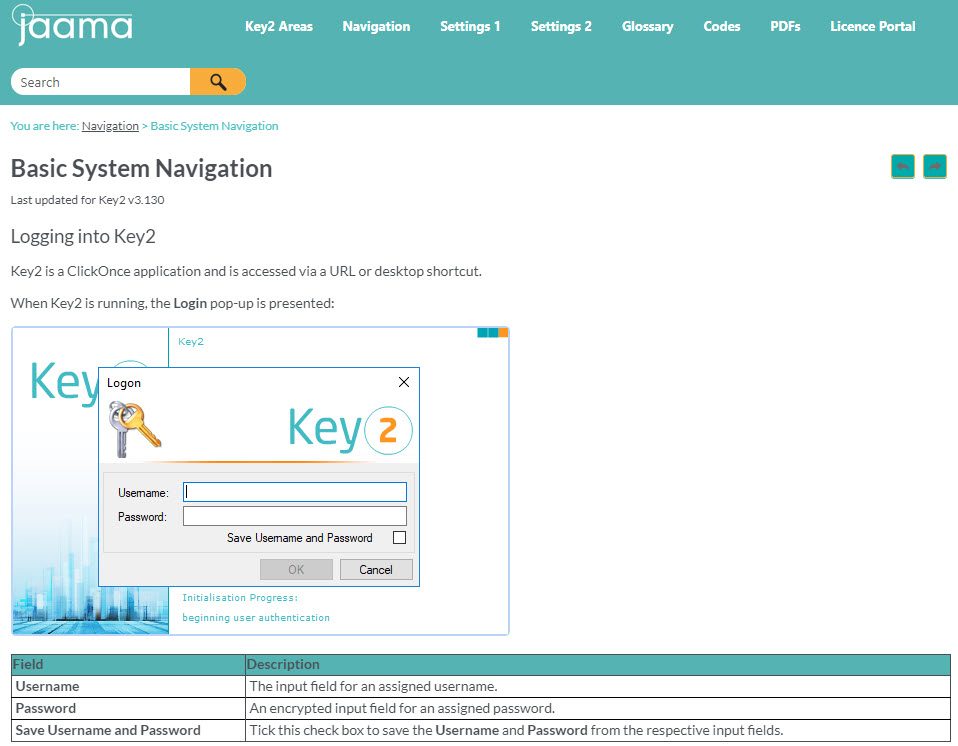 jaama
Key2 Areas Navigation Settings 1 Settings 2 Glossary Codes PDFs Licence Portal
Search
You are here: Navigation > Basic System Navigation
Basic System Navigation
Last updated for Key2 v3.130
Logging into Key2
Key2 is a ClickOnce application and is accessed via a URL or desktop shortcut.
When Key2 is running, the Login pop-up is presented:
Key2
Key
Logon
Key 2
Username:
Password:
Save Username and Password
OK Cancel
Initialisation Progress:
beginning user authentication
Field Description
Username The input field for an assigned username.
Password An encrypted input field for an assigned password.
Save Username and Password Tick this check box to save the Username and Password from the respective input fields.